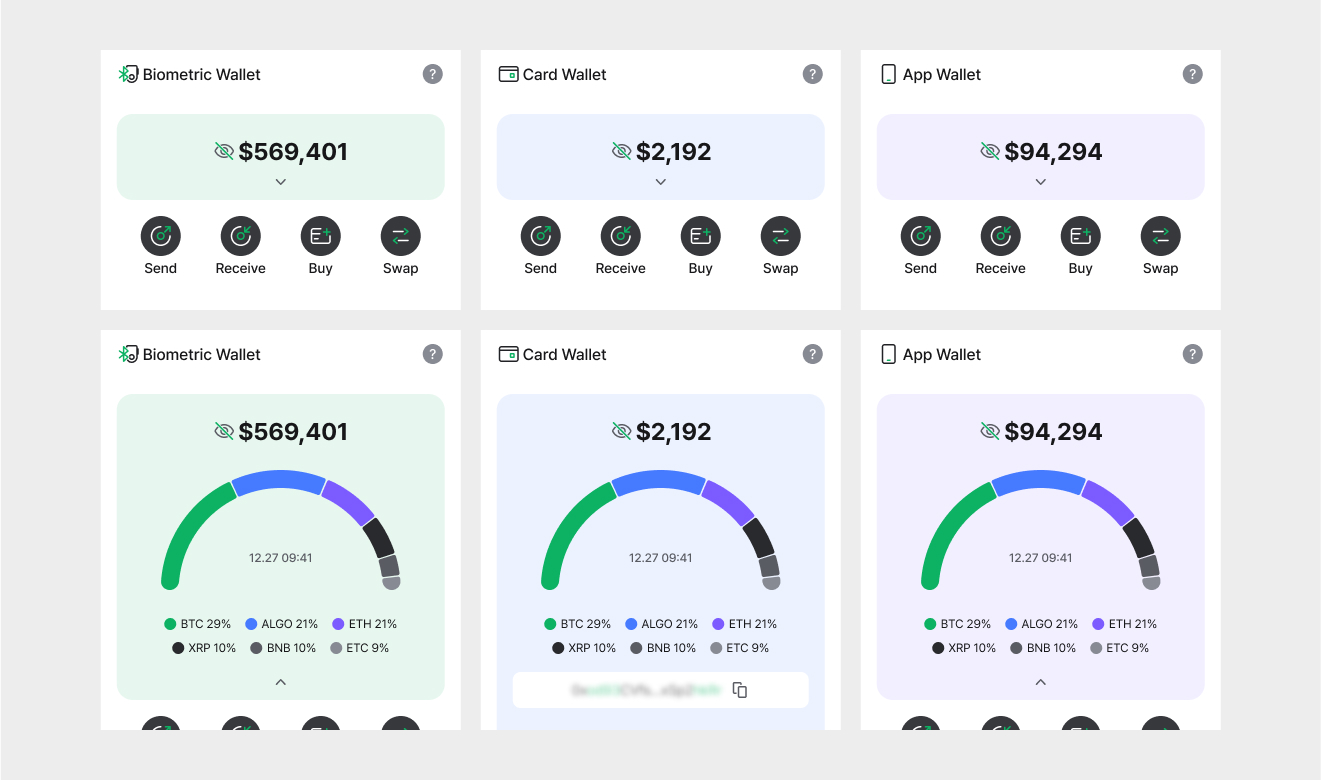 Biometric Wallet ?
$569,401
Send Receive Buy Swap
Card Wallet ?
$2,192
Send Receive Buy Swap
App Wallet ?
$94,294
Send Receive Buy Swap
Biometric Wallet ?
$569,401
12.27 09:41
BTC 29% ALGO 21% ETH 21%
XRP 10% BNB 10% ETC 9%
Card Wallet ?
$2,192
12.27 09:41
BTC 29% ALGO 21% ETH 21%
XRP 10% BNB 10% ETC 9%
App Wallet ?
$94,294
12.27 09:41
BTC 29% ALGO 21% ETH 21%
XRP 10% BNB 10% ETC 9%